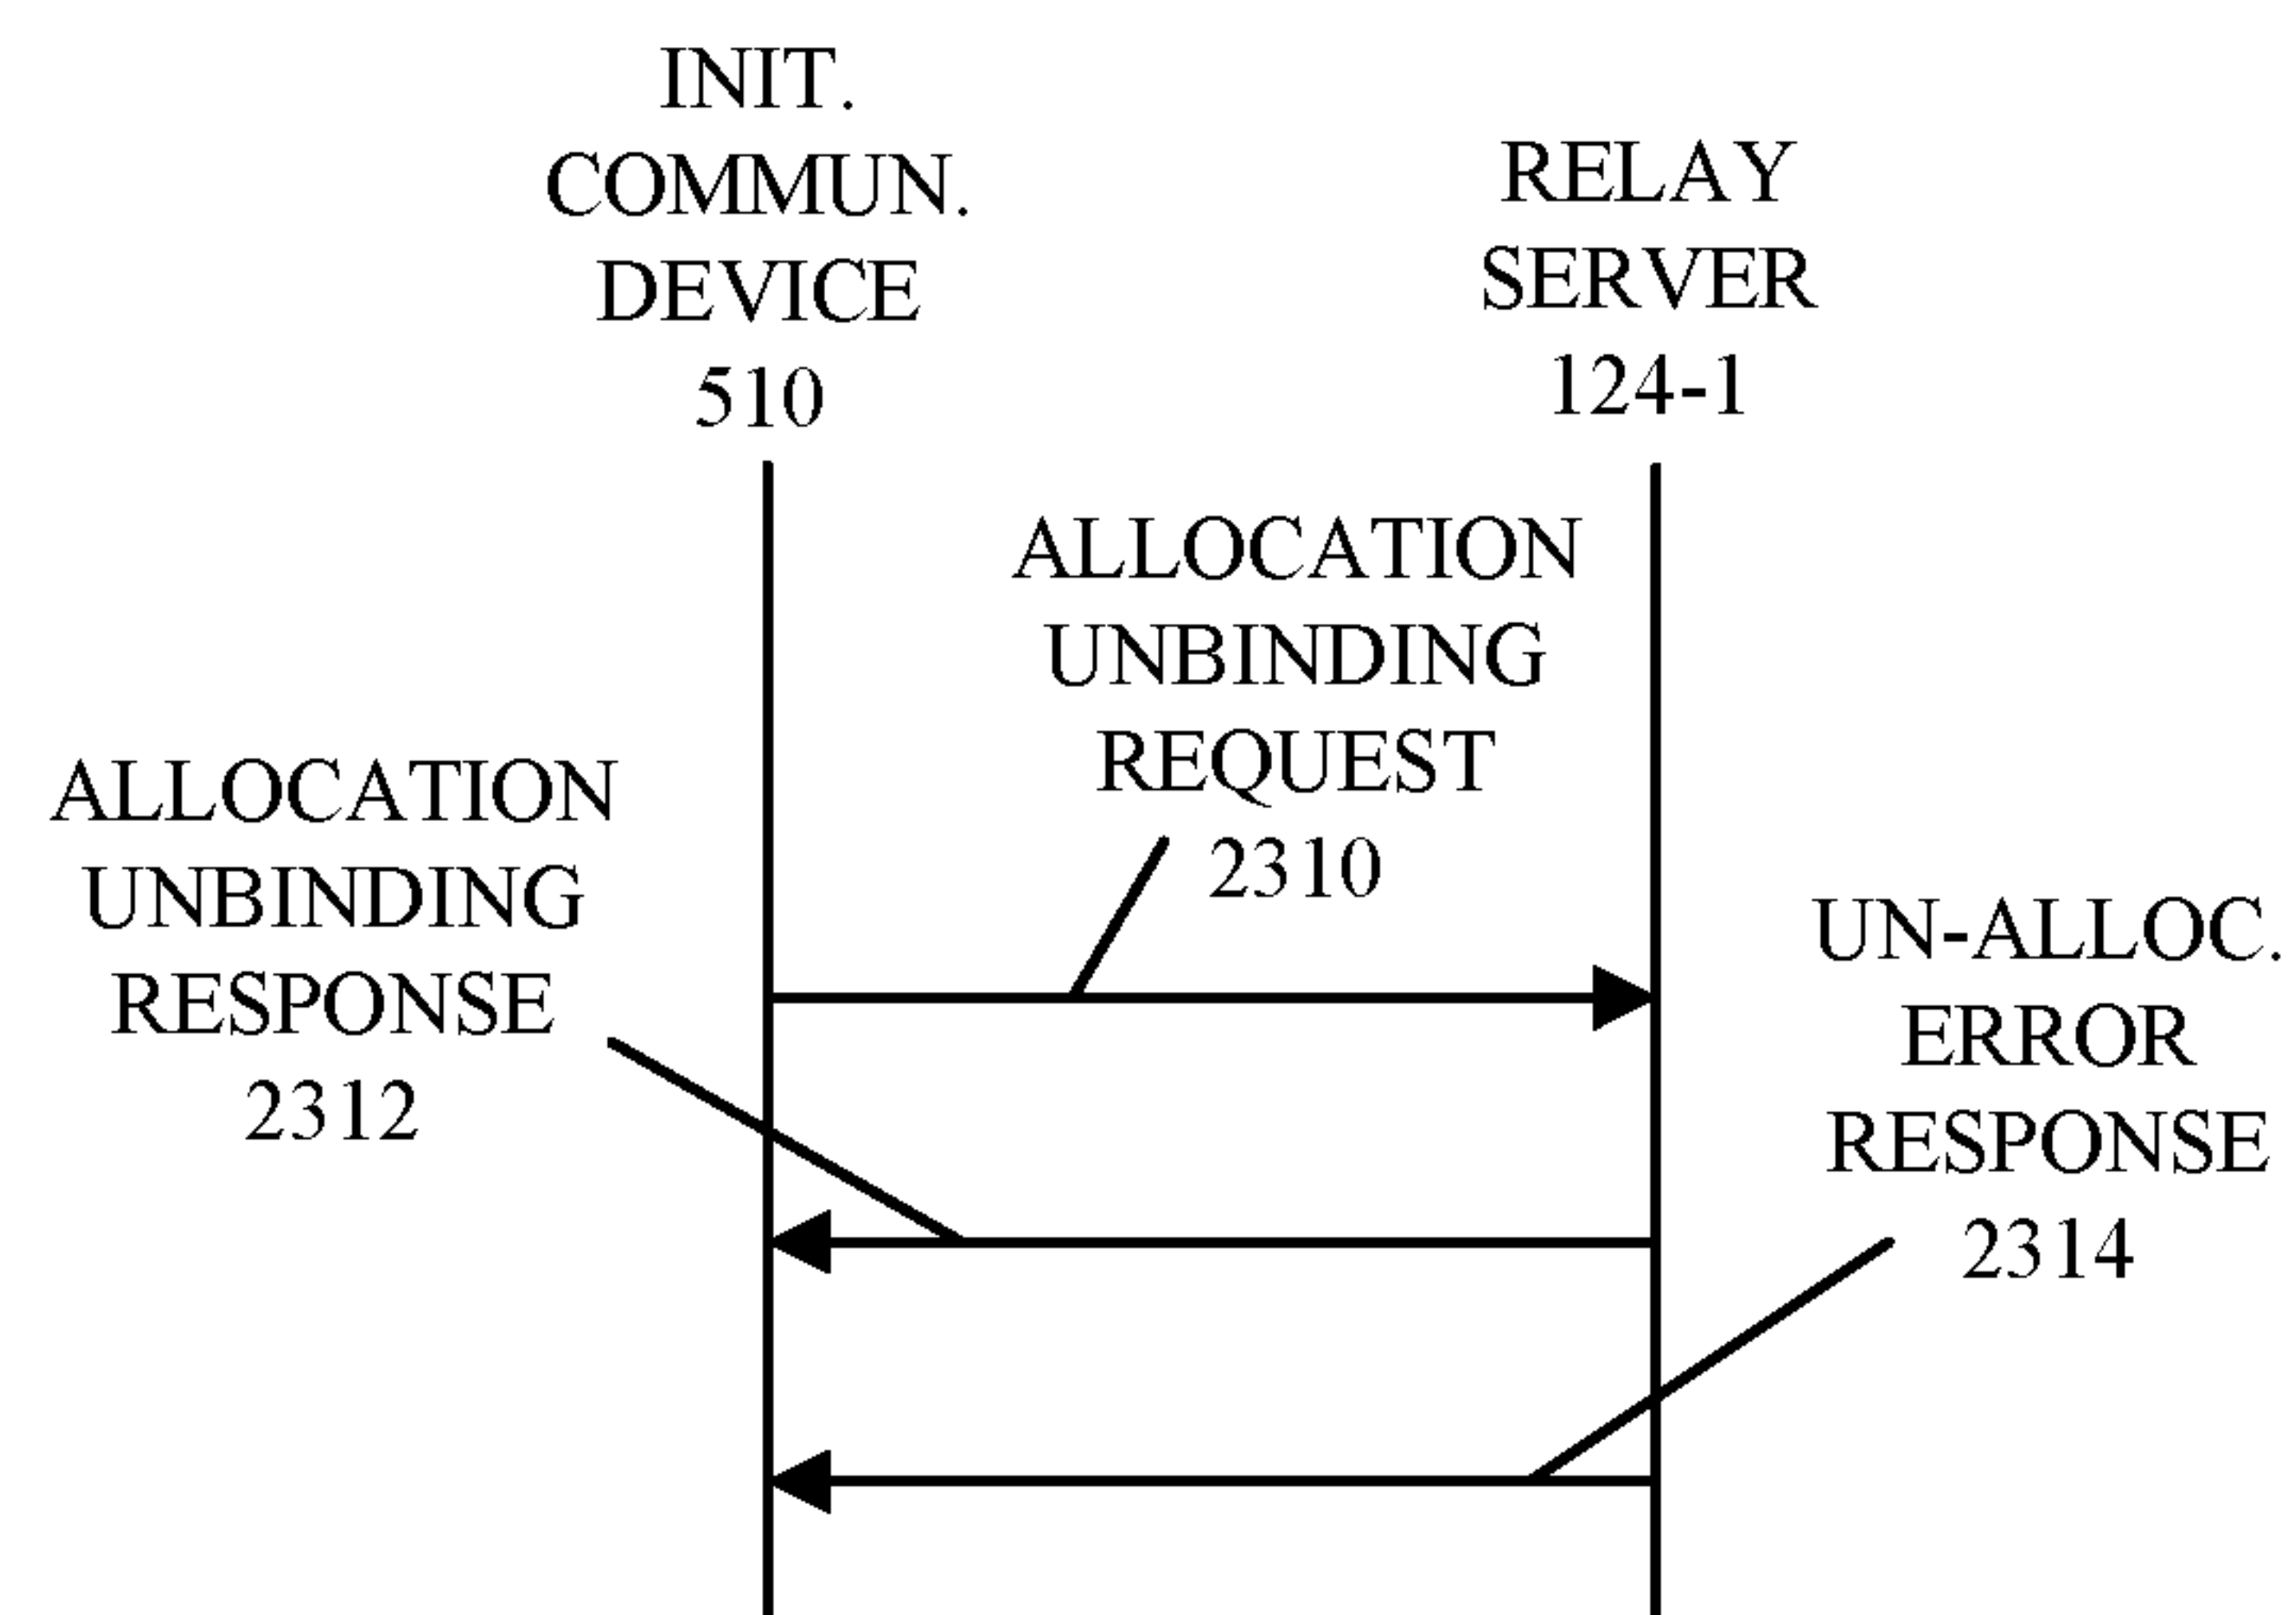 INIT.
COMMUN.
DEVICE
510
RELAY
SERVER
124-1
ALLOCATION
UNBINDING
REQUEST
2310
ALLOCATION
UNBINDING
RESPONSE
2312
UN-ALLOC.
ERROR
RESPONSE
2314